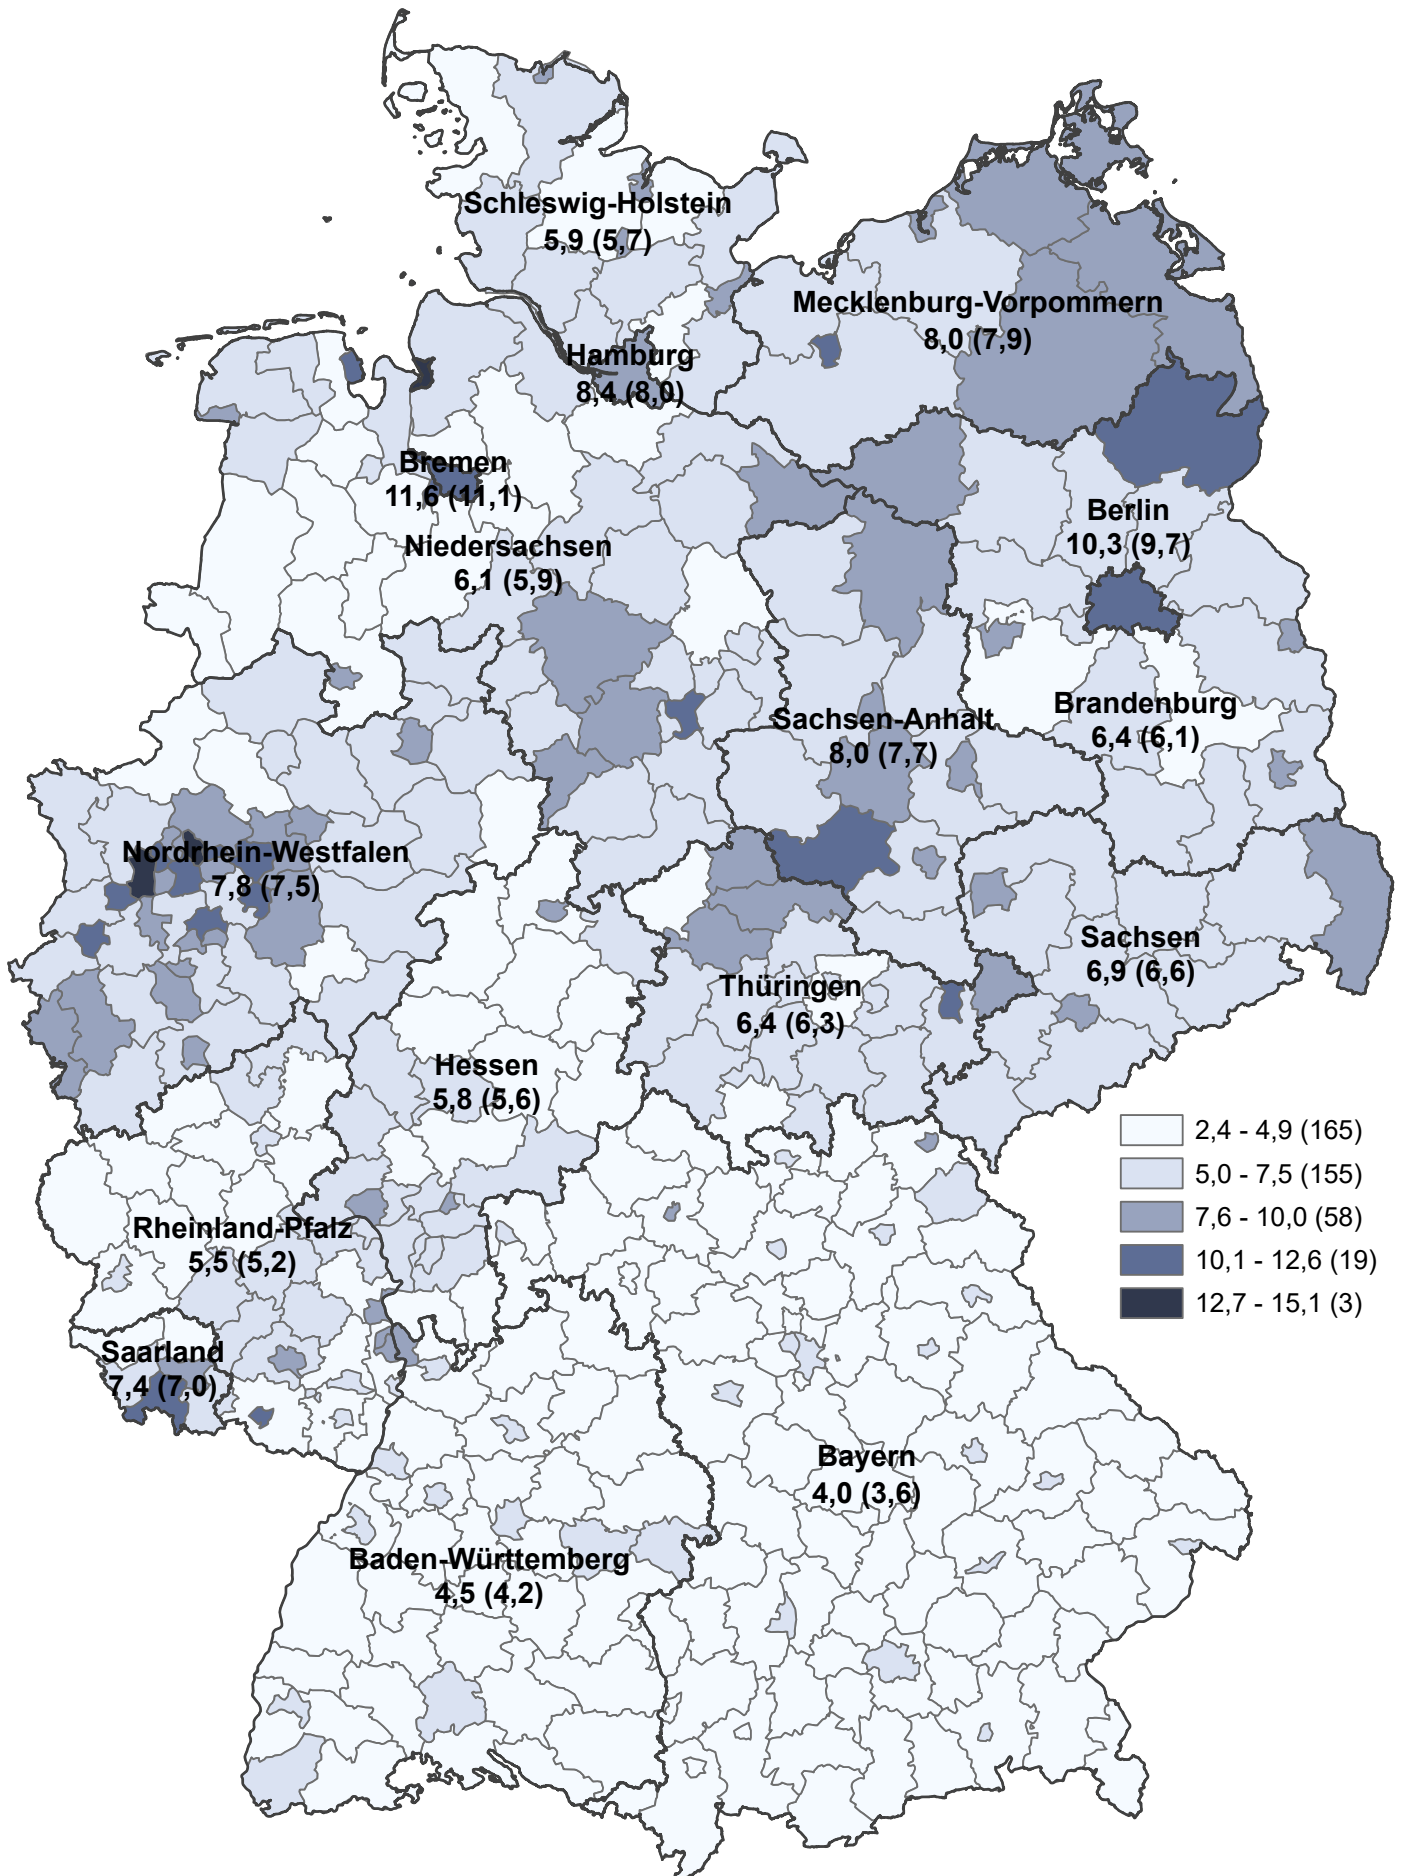 Schleswig-Holstein
5,9 (5,7)
Mecklenburg-Vorpommern
8,0 (7,9)
Hamburg
8,4 (8,0)
Bremen
11,6 (11,1)
Berlin
10,3 (9,7)
Niedersachsen
6,1 (5,9)
Brandenburg
6,4 (6,1)
Sachsen-Anhalt
8,0 (7,7)
Nordrhein-Westfalen
7,8 (7,5)
Sachsen
6,9 (6,6)
Thüringen
6,4 (6,3)
Hessen
5,8 (5,6)
2,4 - 4,9 (165)
5,0 - 7,5 (155)
7,6 - 10,0 (58)
10,1 - 12,6 (19)
12,7 - 15,1 (3)
Rheinland-Pfalz
5,5 (5,2)
Saarland
7,4 (7,0)
Bayern
4,0 (3,6)
Baden-Württemberg
4,5 (4,2)